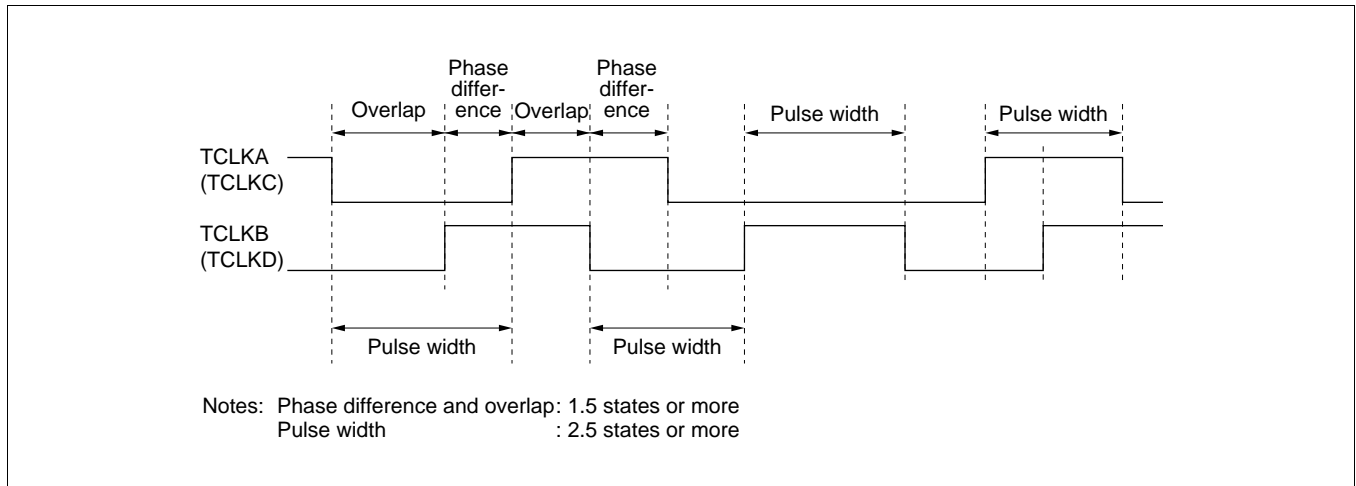 Phase
differ-
ence
Phase
differ-
ence
Overlap
Overlap
Pulse width
Pulse width
TCLKA
(TCLKC)
TCLKB
(TCLKD)
Pulse width
Pulse width
Notes: Phase difference and overlap: 1.5 states or more
Pulse width : 2.5 states or more